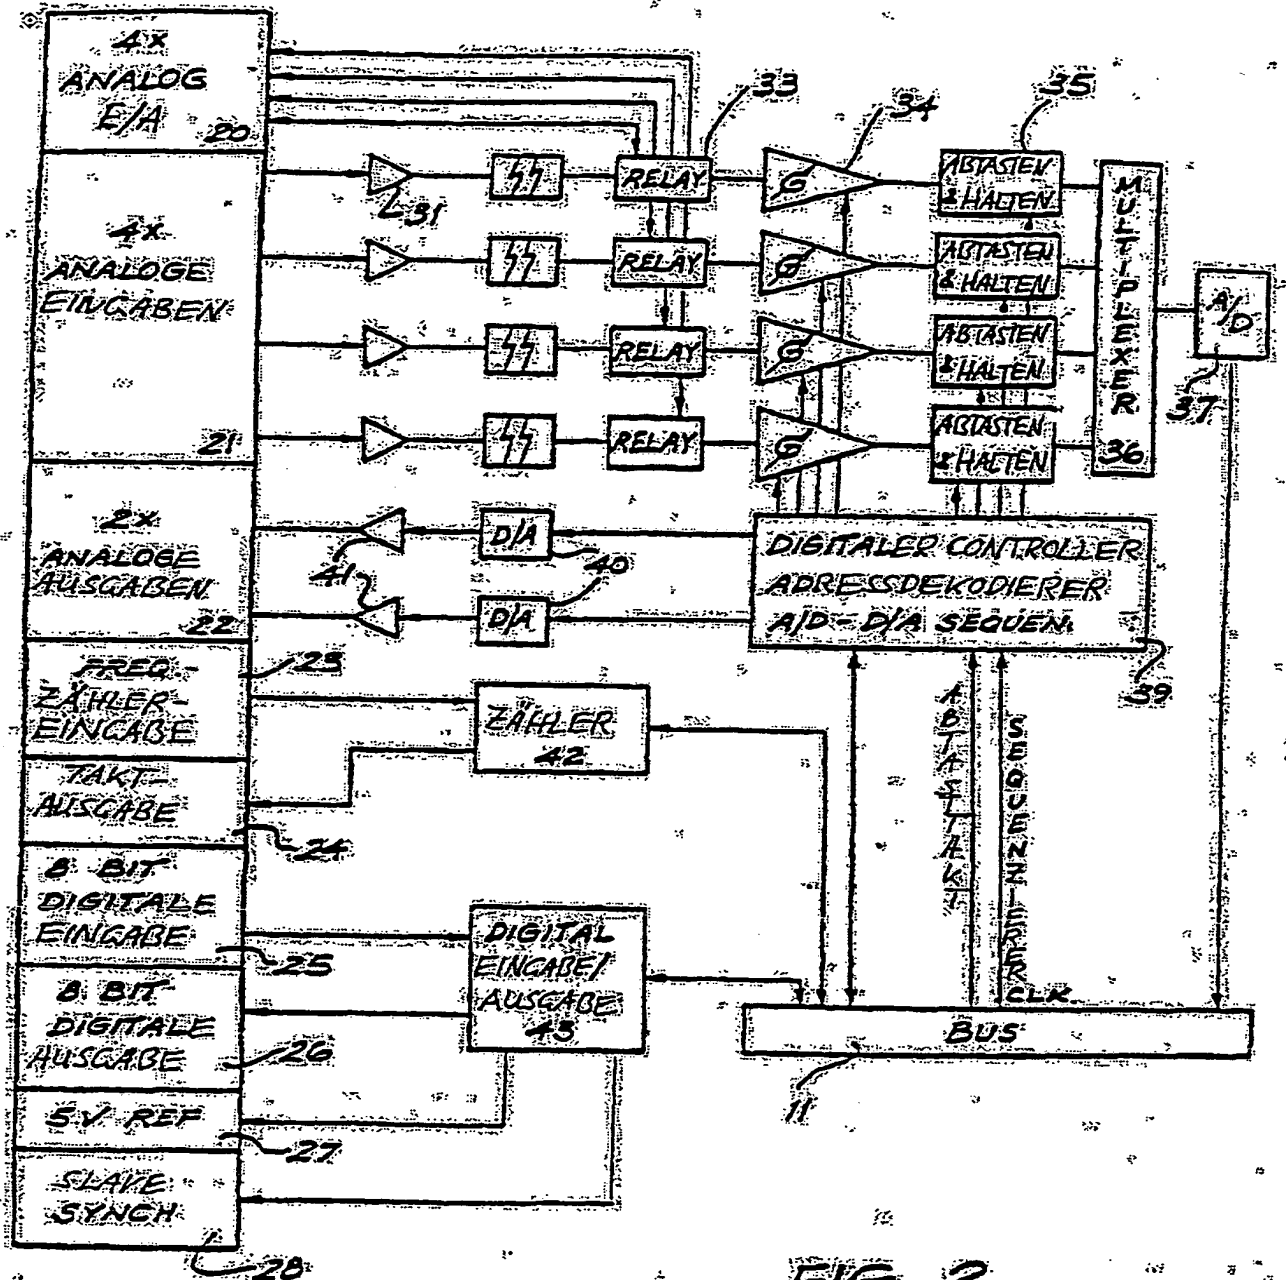 4X
ANALOG
E/A
20
4X
ANALOGE
EINGABEN
21
2X
ANALOGE
AUSGABEN
22
FREQ.-
ZÄHLER-
EINGABE
23
TAKT-
AUSGABE
24
8 BIT
DIGITALE
EINGABE
25
8 BIT
DIGITALE
AUSGABE
26
5V REF
27
SLAVE
SYNCH
28
31
RELAY
33
G
34
ABTASTEN
& HALTEN
35
RELAY
G
ABTASTEN
& HALTEN
RELAY
G
ABTASTEN
& HALTEN
RELAY
G
ABTASTEN
& HALTEN
MULTIPLEXER
36
A/D
37
D/A
40
41
D/A
DIGITALER CONTROLLER
ADRESSDEKODIERER
A/D-D/A SEQUEN.
39
ZÄHLER
42
DIGITAL
EINGABE/
AUSGABE
43
ABTASTTAKT
SEQUENZIERER
CLK
BUS
11
FIG. 2